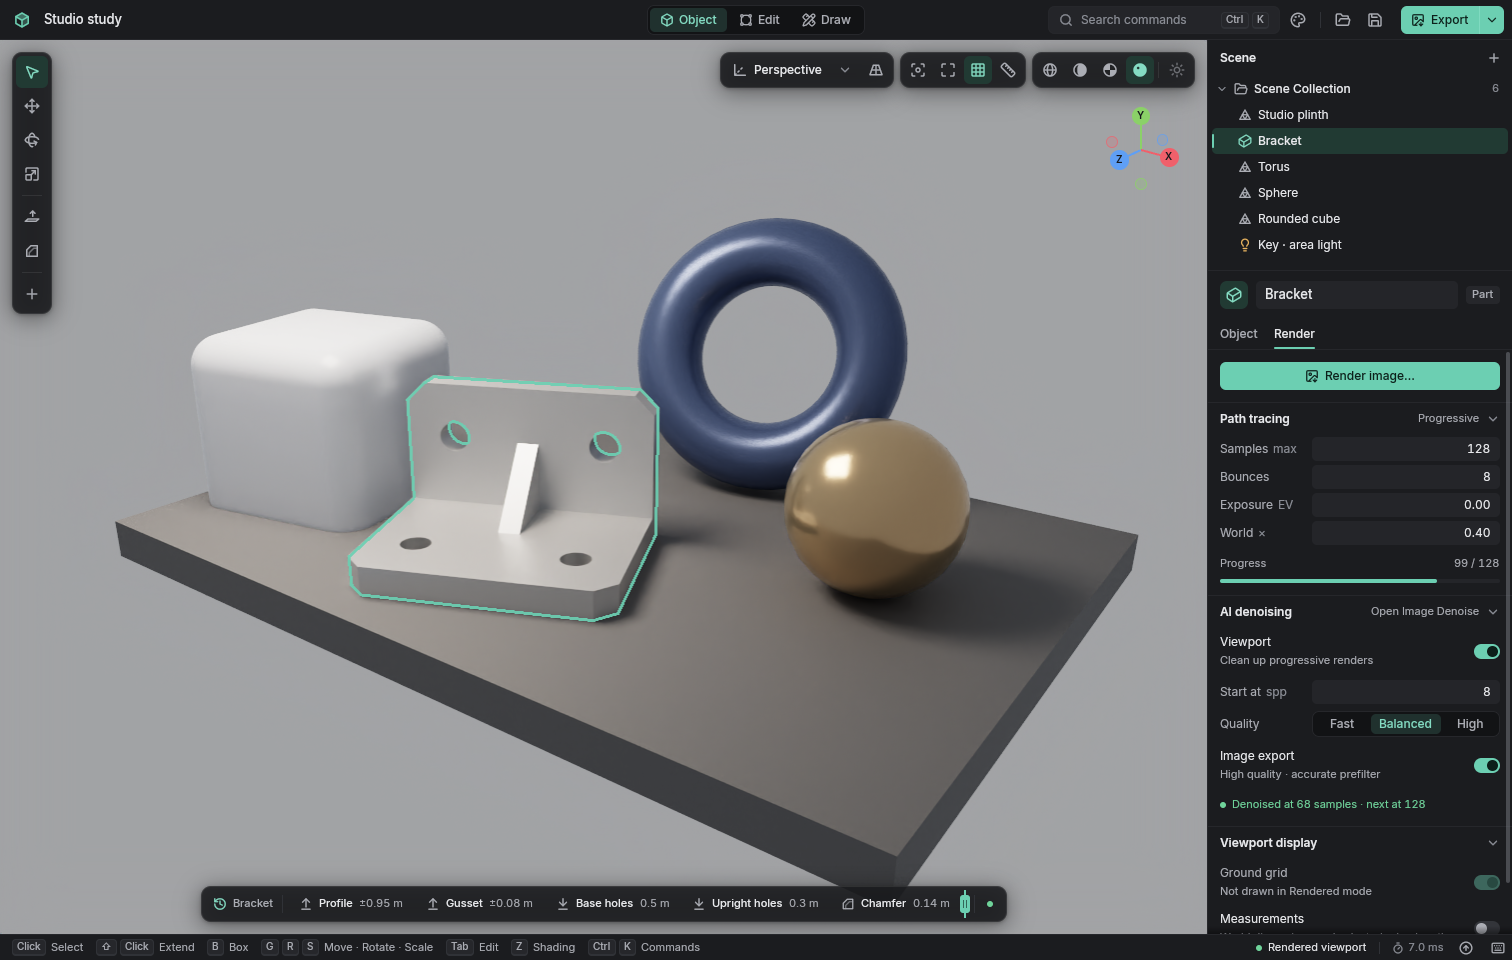 Studio study
Object
Edit
Draw
Search commands
Ctrl
K
Export
Perspective
Y
Z
X
Scene
Scene Collection
6
Studio plinth
Bracket
Torus
Sphere
Rounded cube
Key · area light
Bracket
Part
Object
Render
Render image...
Path tracing
Progressive
Samples max
128
Bounces
8
Exposure EV
0.00
World ×
0.40
Progress
99 / 128
AI denoising
Open Image Denoise
Viewport
Clean up progressive renders
Start at spp
8
Quality
Fast
Balanced
High
Image export
High quality · accurate prefilter
Denoised at 68 samples · next at 128
Viewport display
Ground grid
Not drawn in Rendered mode
Measurements
Bracket
Profile ±0.95 m
Gusset ±0.08 m
Base holes 0.5 m
Upright holes 0.3 m
Chamfer 0.14 m
Click Select
Click Extend
B Box
G R S Move · Rotate · Scale
Tab Edit
Z Shading
Ctrl K Commands
Rendered viewport
7.0 ms